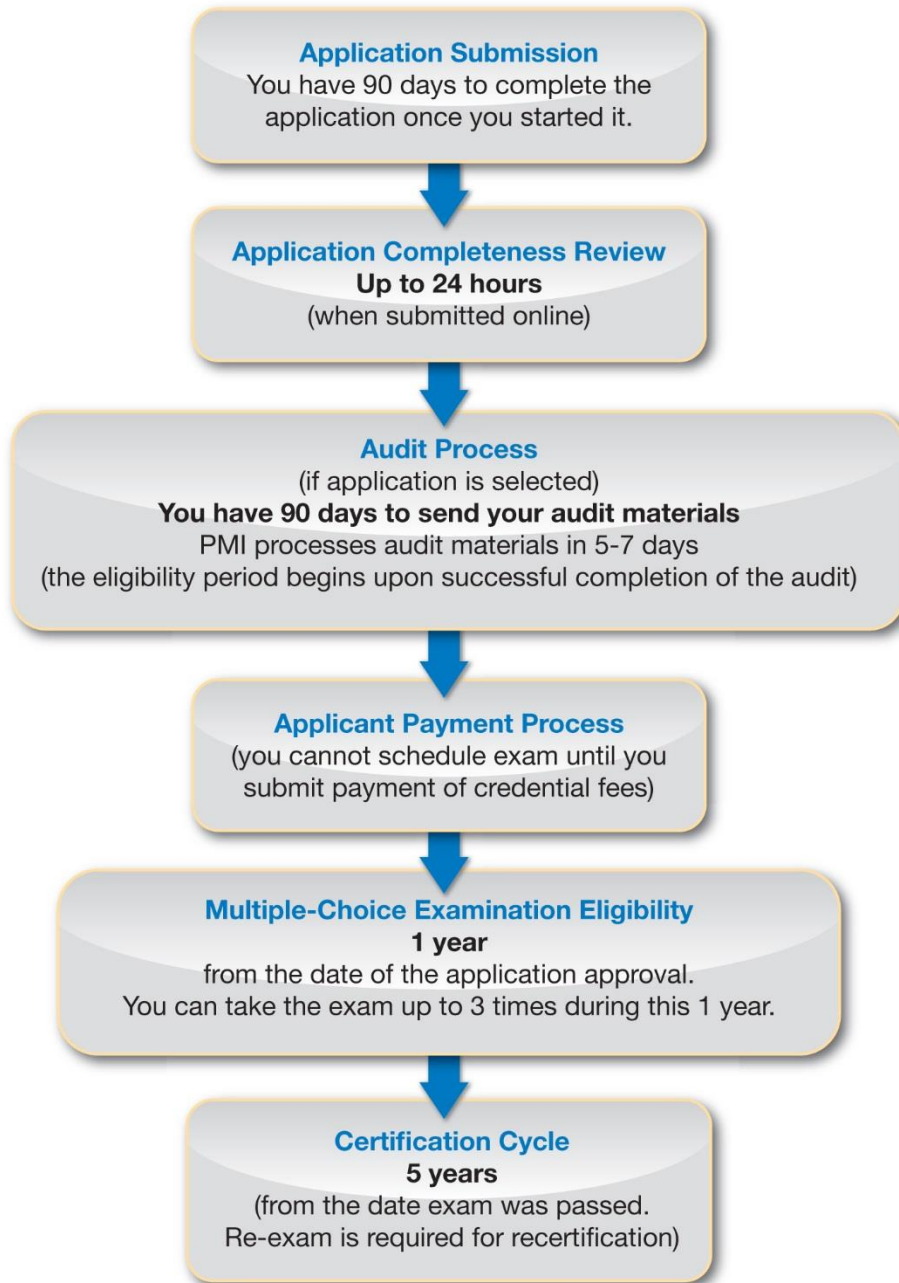 Application Submission
You have 90 days to complete the
application once you started it.
Application Completeness Review
Up to 24 hours
(when submitted online)
Audit Process
(if application is selected)
You have 90 days to send your audit materials
PMI processes audit materials in 5-7 days
(the eligibility period begins upon successful completion of the audit)
Applicant Payment Process
(you cannot schedule exam until you
submit payment of credential fees)
Multiple-Choice Examination Eligibility
1 year
from the date of the application approval.
You can take the exam up to 3 times during this 1 year.
Certification Cycle
5 years
(from the date exam was passed.
Re-exam is required for recertification)